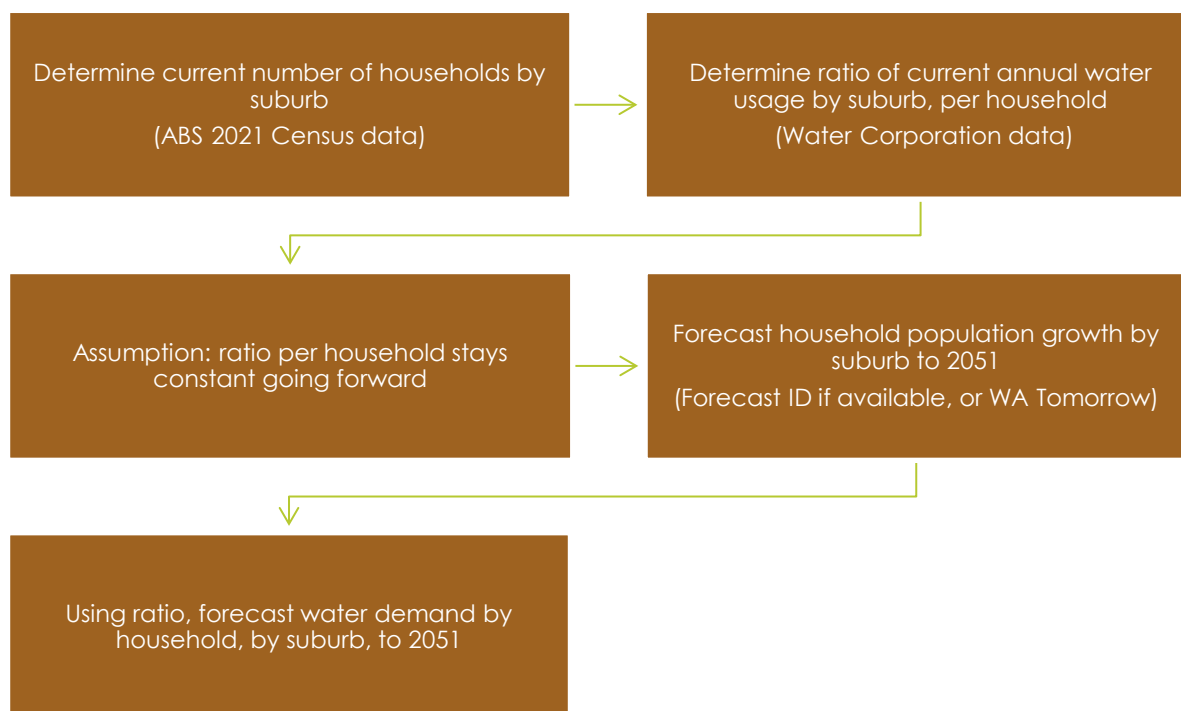 Determine current number of households by
suburb
(ABS 2021 Census data)
Determine ratio of current annual water
usage by suburb, per household
(Water Corporation data)
Assumption: ratio per household stays
constant going forward
Forecast household population growth by
suburb to 2051
(Forecast ID if available, or WA Tomorrow)
Using ratio, forecast water demand by
household, by suburb, to 2051